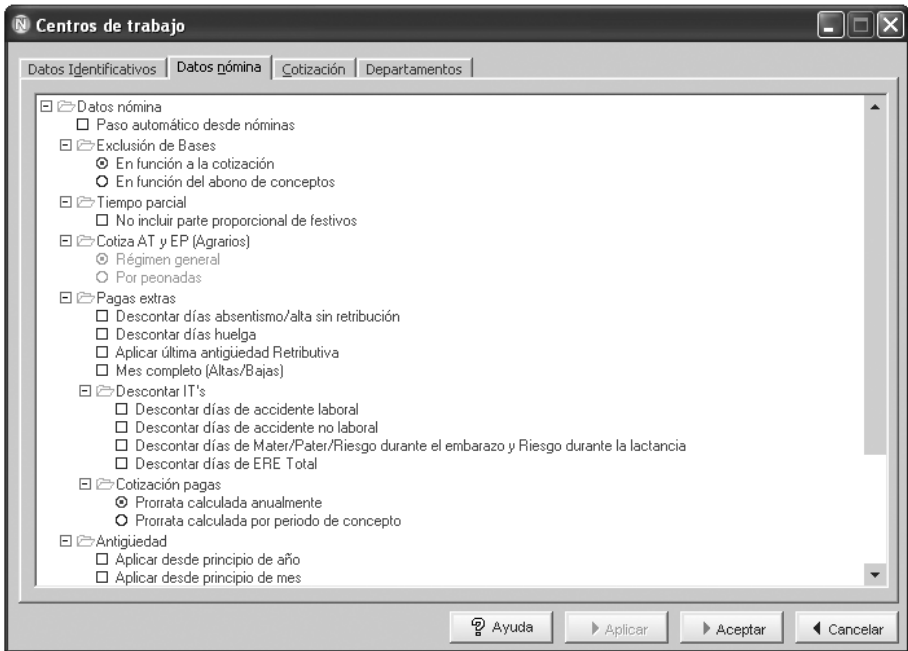 Centros de trabajo
Datos Identificativos Datos nómina Cotización Departamentos
Datos nómina
Paso automático desde nóminas
Exclusión de Bases
En función a la cotización
En función del abono de conceptos
Tiempo parcial
No incluir parte proporcional de festivos
Cotiza AT y EP (Agrarios)
Régimen general
Por peonadas
Pagas extras
Descontar días absentismo/alta sin retribución
Descontar días huelga
Aplicar última antigüedad Retributiva
Mes completo (Altas/Bajas)
Descontar IT's
Descontar días de accidente laboral
Descontar días de accidente no laboral
Descontar días de Mater/Pater/Riesgo durante el embarazo y Riesgo durante la lactancia
Descontar días de ERE Total
Cotización pagas
Prorrata calculada anualmente
Prorrata calculada por periodo de concepto
Antigüedad
Aplicar desde principio de año
Aplicar desde principio de mes
Ayuda Aplicar Aceptar Cancelar